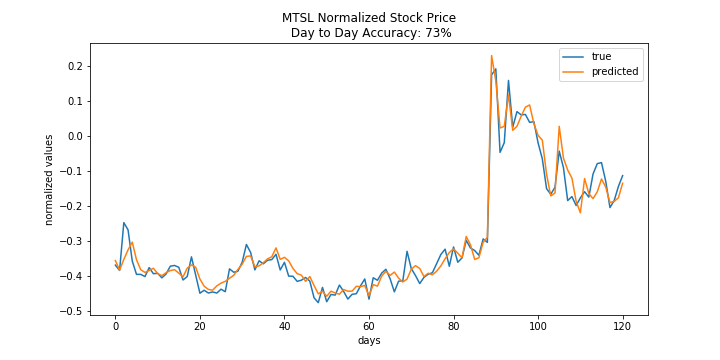 MTSL Normalized Stock Price
Day to Day Accuracy: 73%
true
predicted
normalized values
0.2
0.1
0.0
−0.1
−0.2
−0.3
−0.4
−0.5
0 20 40 60 80 100 120
days